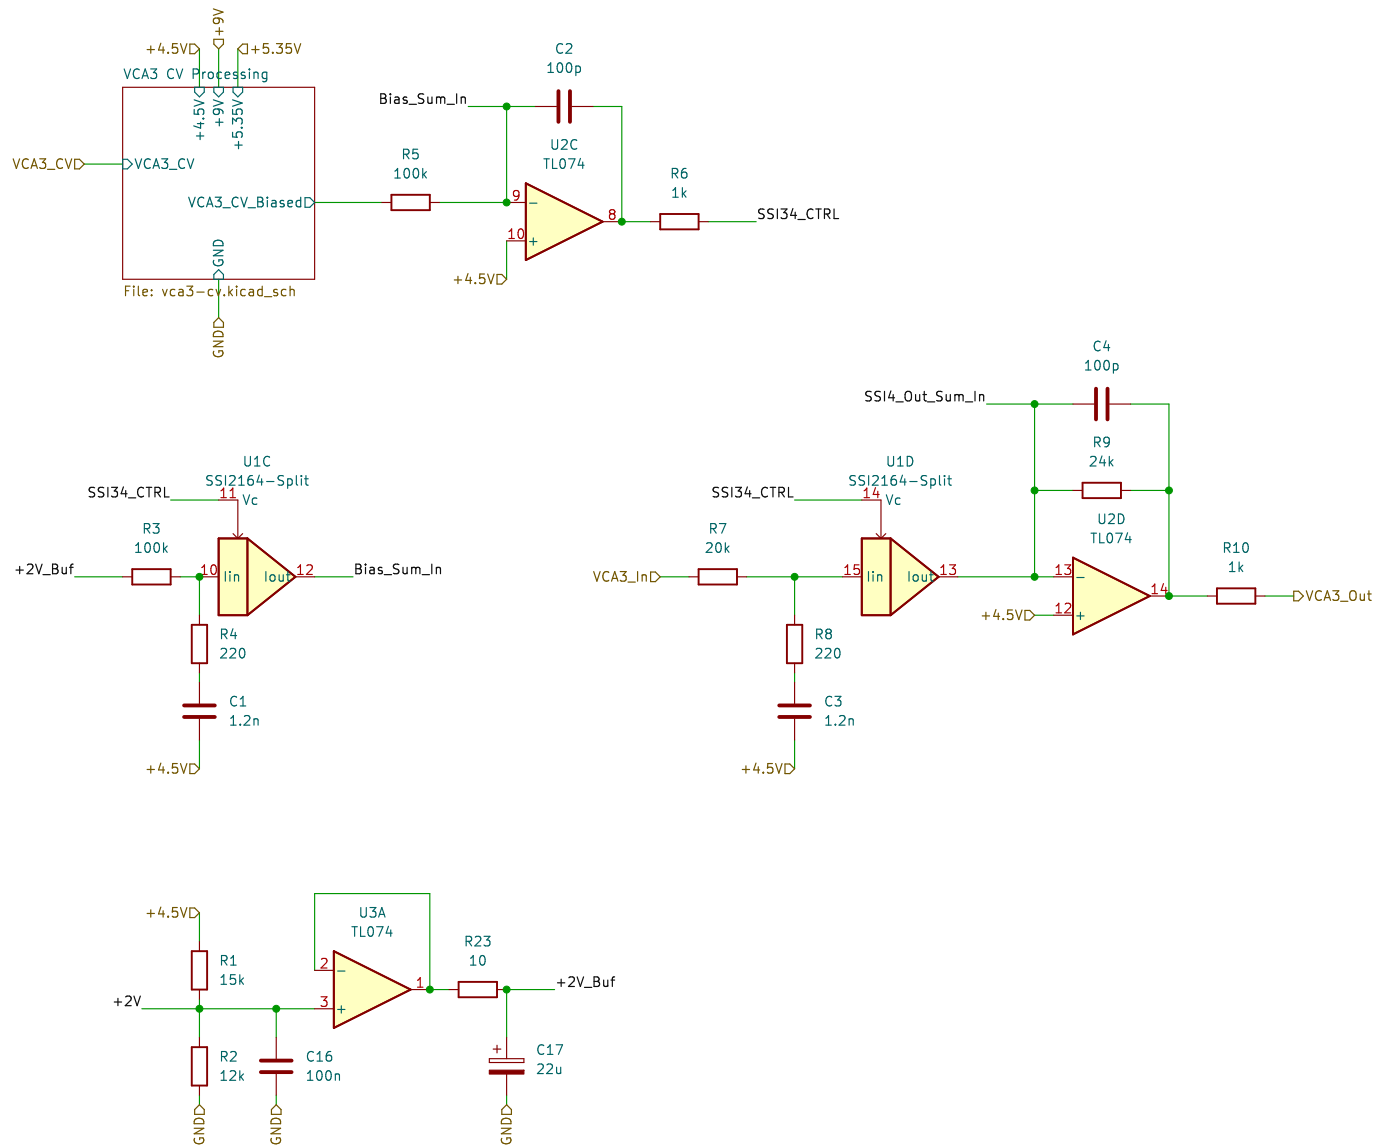 +9V
+4.5V
+5.35V
VCA3 CV Processing
+4.5V
+9V
+5.35V
VCA3_CV
VCA3_CV
VCA3_CV_Biased
GND
File: vca3-cv.kicad_sch
GND
R5
100k
Bias_Sum_In
C2
100p
U2C
TL074
9
−
10
+
8
+4.5V
R6
1k
SSI34_CTRL
U1C
SSI2164-Split
SSI34_CTRL
11
Vc
R3
100k
+2V_Buf
10
Iin
Iout
12
Bias_Sum_In
R4
220
C1
1.2n
+4.5V
U1D
SSI2164-Split
SSI34_CTRL
14
Vc
R7
20k
VCA3_In
15
Iin
Iout
13
R8
220
C3
1.2n
+4.5V
C4
100p
SSI4_Out_Sum_In
R9
24k
U2D
TL074
13
−
12
+
14
+4.5V
R10
1k
VCA3_Out
+4.5V
R1
15k
+2V
R2
12k
GND
C16
100n
GND
U3A
TL074
2
−
3
+
1
R23
10
+2V_Buf
+
C17
22u
GND